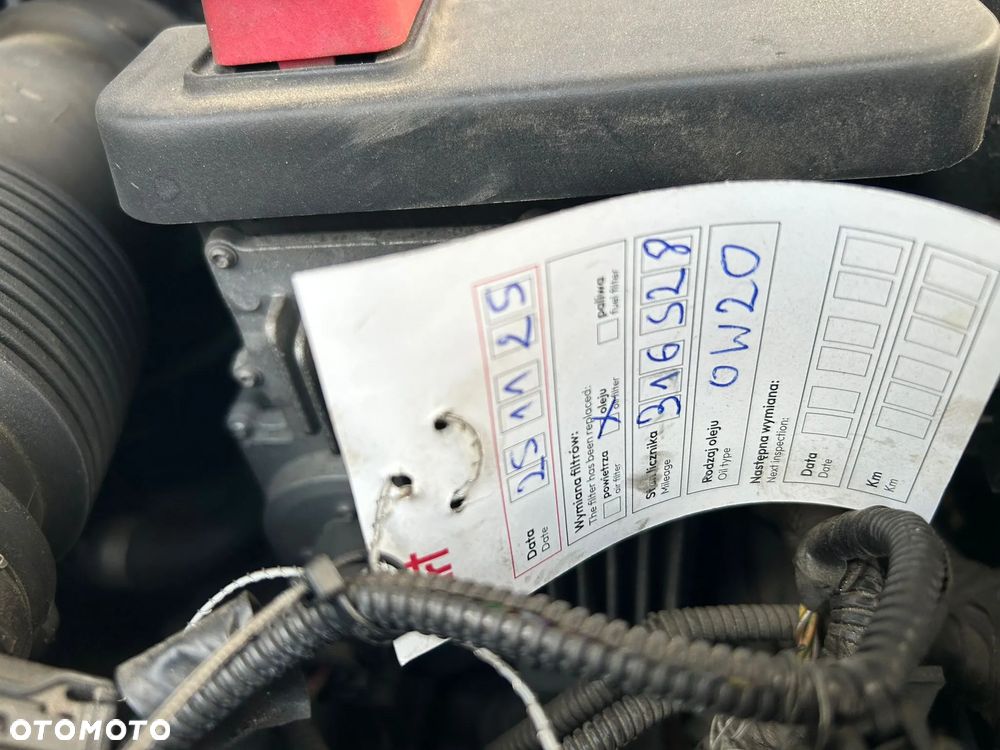 Data 25 11 25
Date
Wymiana filtrów:
The filter has been replaced:
powietrza X oleju paliwa
air filter oil filter fuel filter
Stan licznika 316528
Mileage
Rodzaj oleju 0W20
Oil type
Następna wymiana:
Next inspection:
Data
Date
Km
Km
OTOMOTO